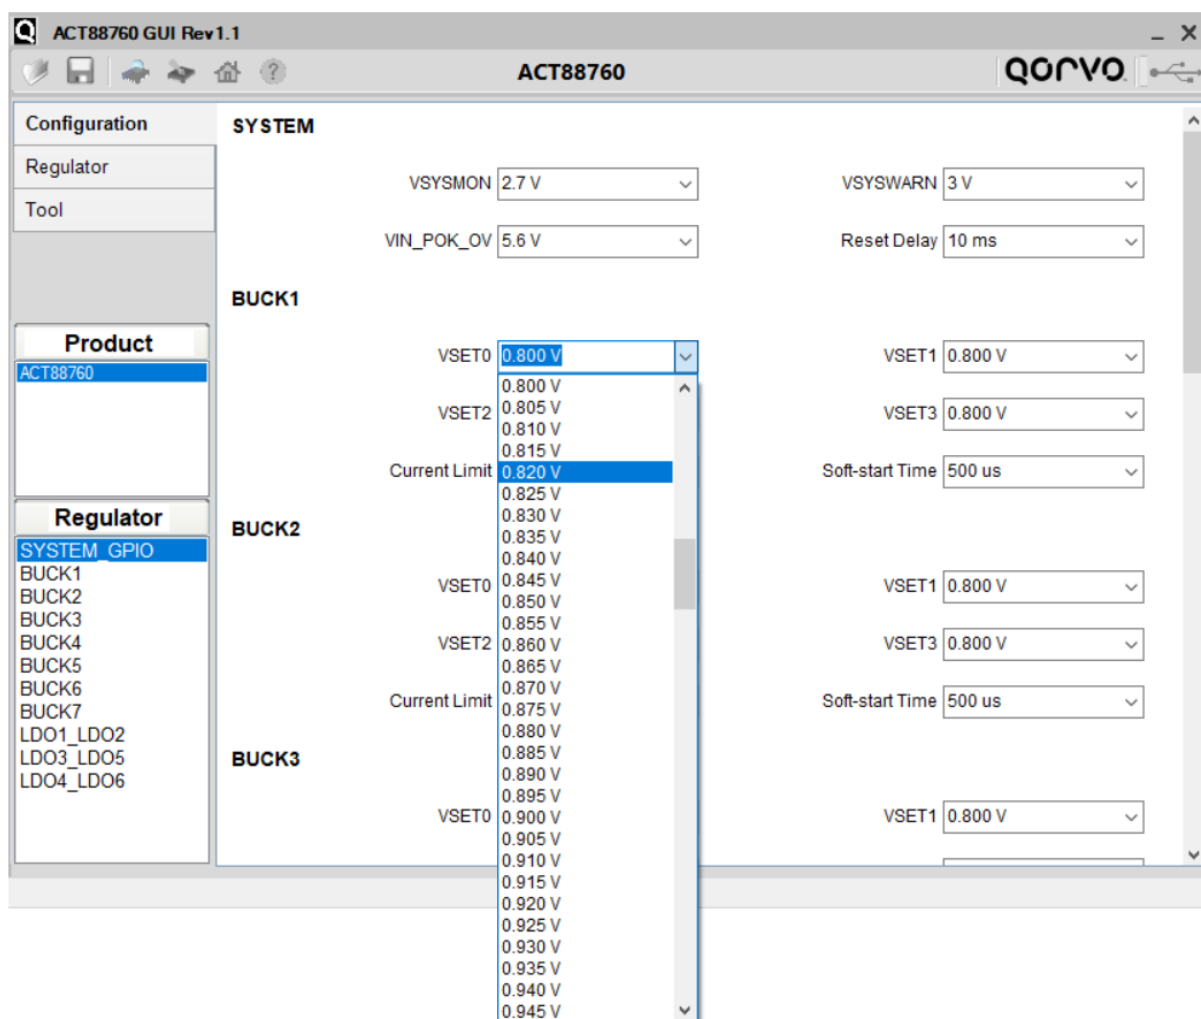 ACT88760 GUI Rev1.1
ACT88760
QORVO
Configuration
Regulator
Tool
Product
ACT88760
Regulator
SYSTEM_GPIO
BUCK1
BUCK2
BUCK3
BUCK4
BUCK5
BUCK6
BUCK7
LDO1_LDO2
LDO3_LDO5
LDO4_LDO6
SYSTEM
VSYSMON 2.7 V VSYSWARN 3 V
VIN_POK_OV 5.6 V Reset Delay 10 ms
BUCK1
VSET0 0.800 V VSET1 0.800 V
VSET2 VSET3 0.800 V
Current Limit Soft-start Time 500 us
BUCK2
VSET0 VSET1 0.800 V
VSET2 VSET3 0.800 V
Current Limit Soft-start Time 500 us
BUCK3
VSET0 VSET1 0.800 V
0.800 V
0.805 V
0.810 V
0.815 V
0.820 V
0.825 V
0.830 V
0.835 V
0.840 V
0.845 V
0.850 V
0.855 V
0.860 V
0.865 V
0.870 V
0.875 V
0.880 V
0.885 V
0.890 V
0.895 V
0.900 V
0.905 V
0.910 V
0.915 V
0.920 V
0.925 V
0.930 V
0.935 V
0.940 V
0.945 V